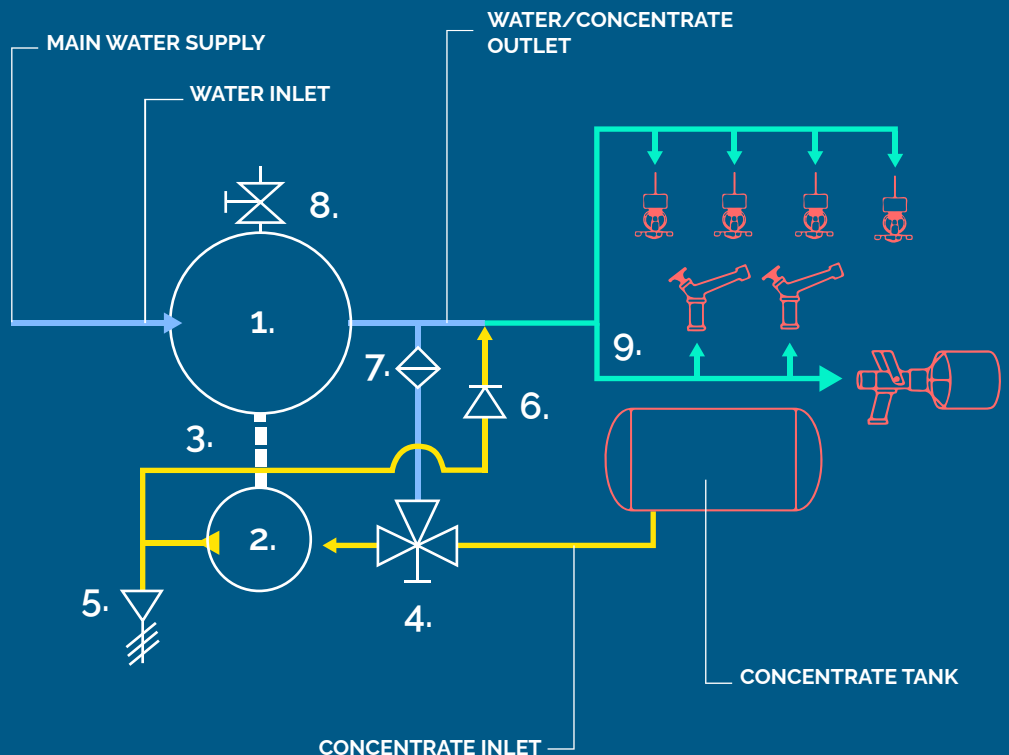 WATER/CONCENTRATE
OUTLET
MAIN WATER SUPPLY
WATER INLET
8.
1.
7.
9.
6.
3.
2.
5.
4.
CONCENTRATE TANK
CONCENTRATE INLET